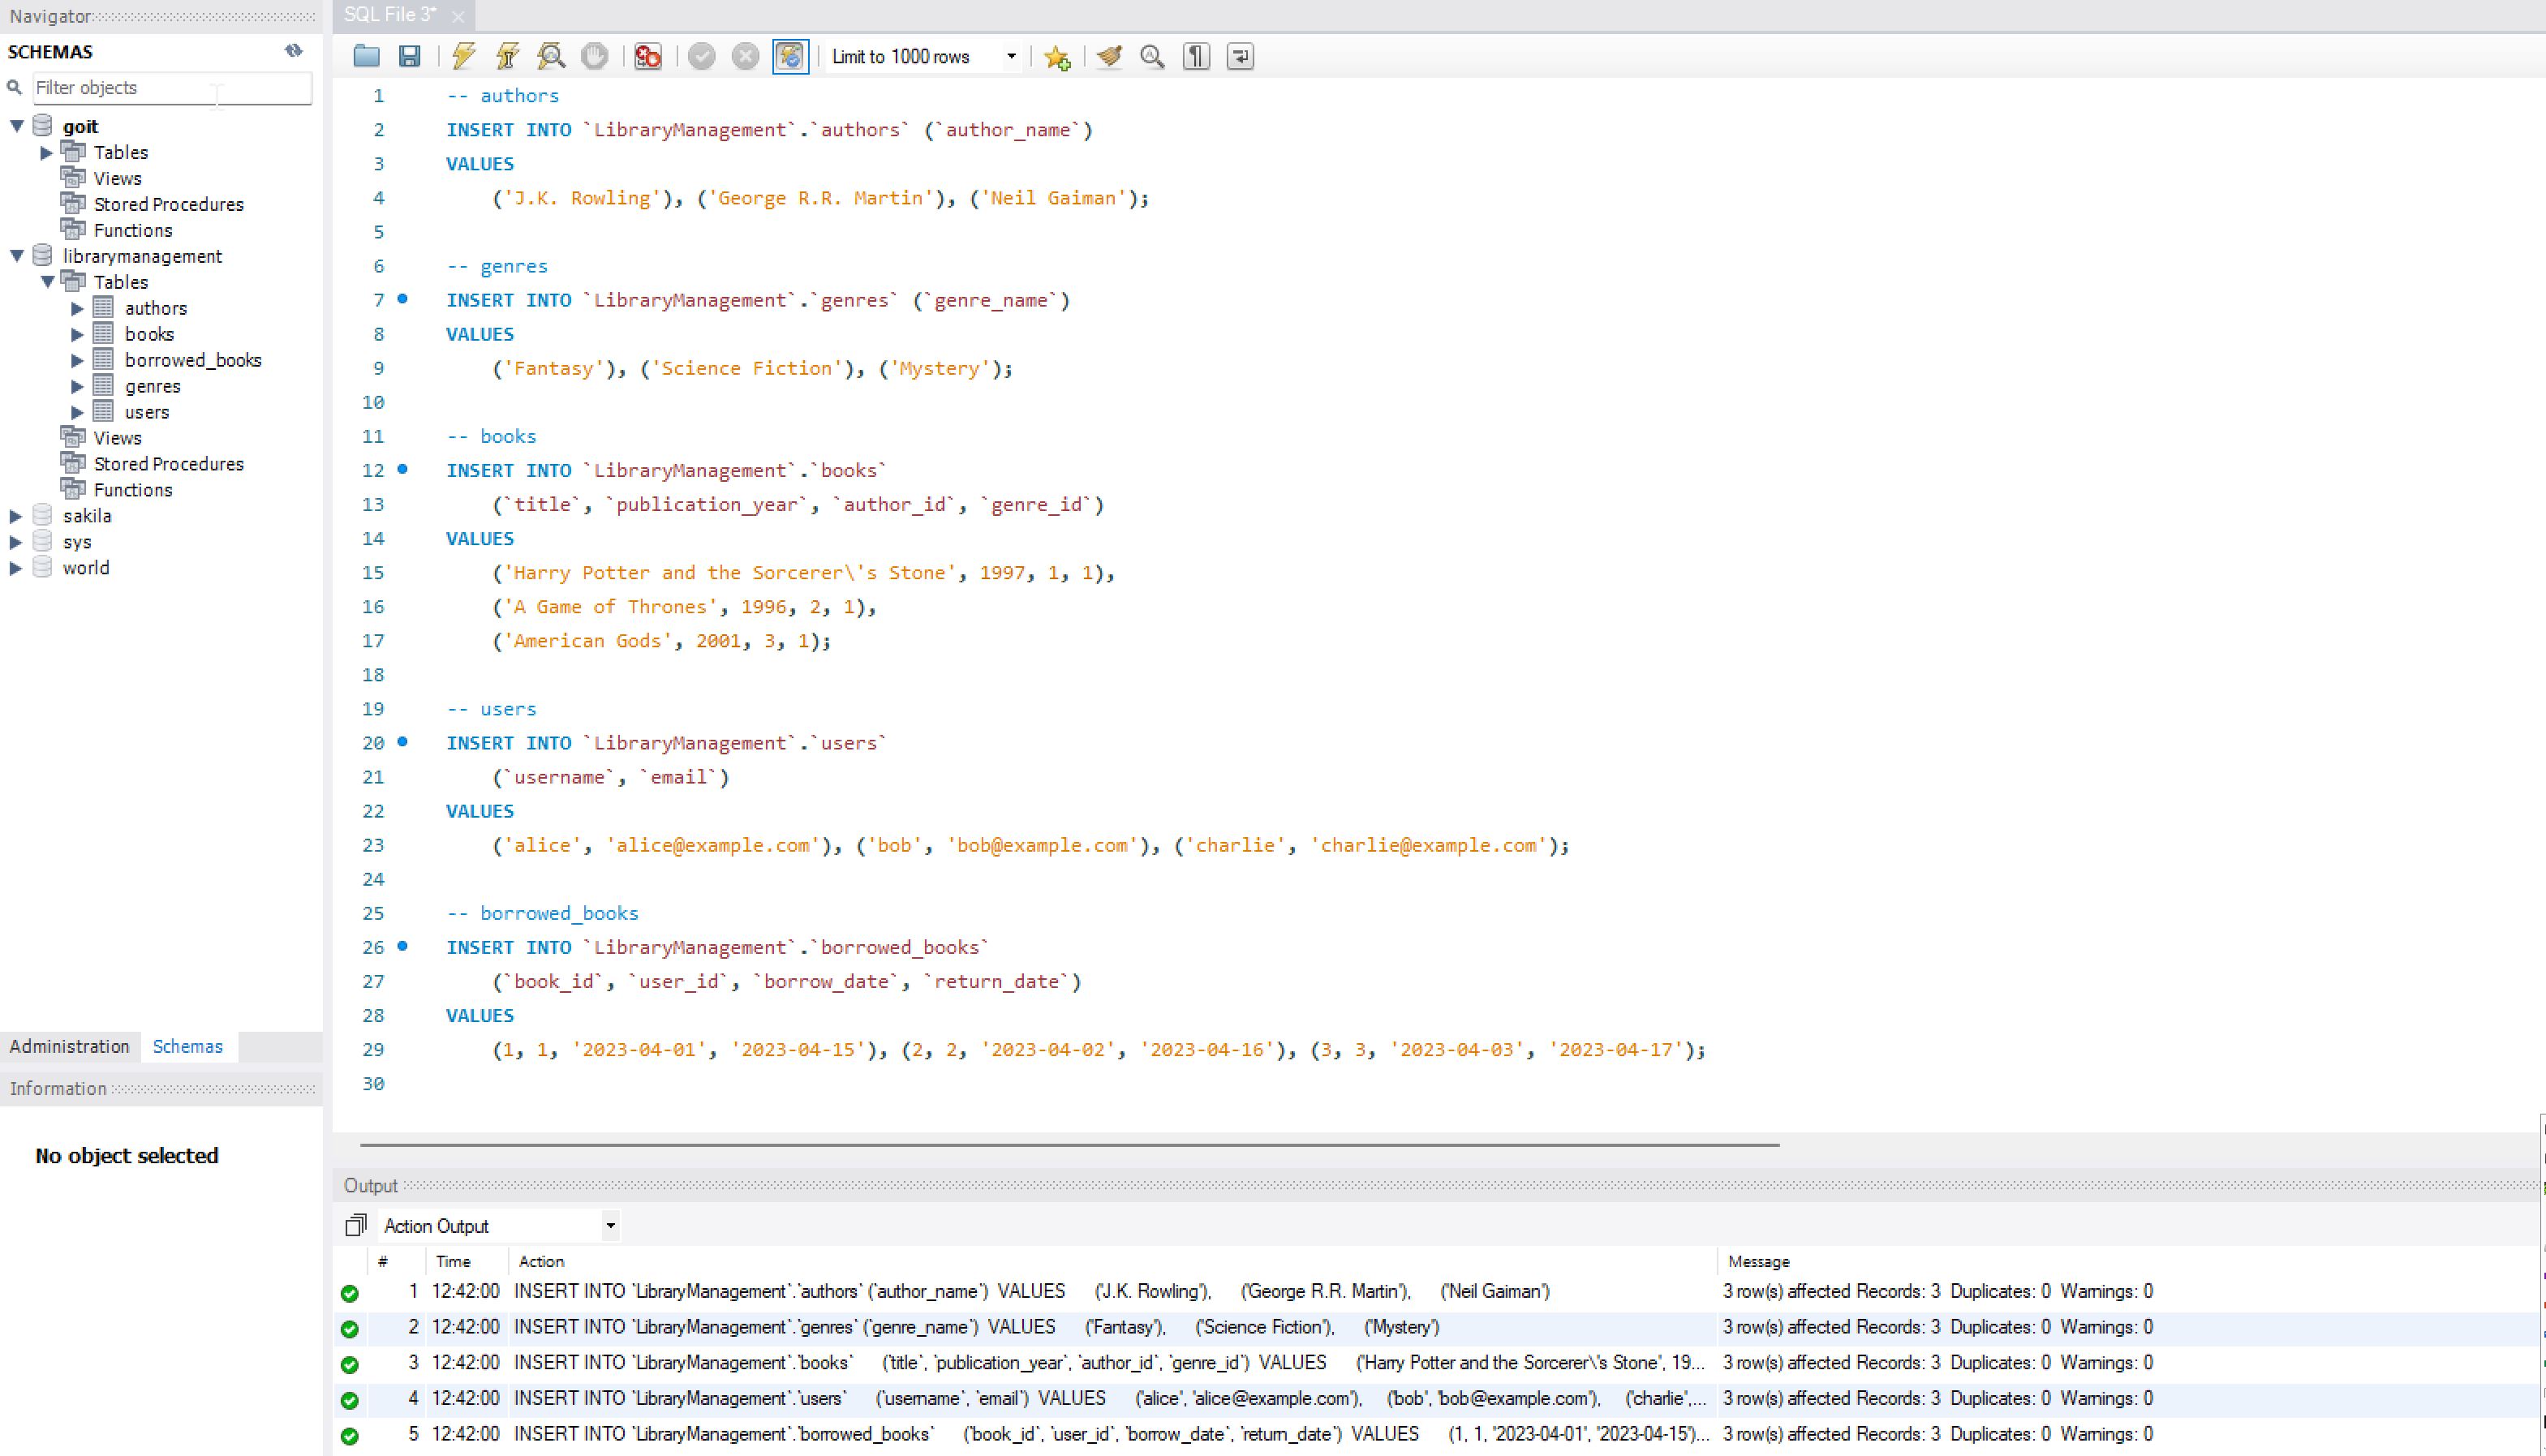 Navigator
SCHEMAS
Filter objects
goit
Tables
Views
Stored Procedures
Functions
librarymanagement
Tables
authors
books
borrowed_books
genres
users
Views
Stored Procedures
Functions
sakila
sys
world
Administration Schemas
Information
No object selected
SQL File 3*
Limit to 1000 rows
1 -- authors
2 INSERT INTO `LibraryManagement`.`authors` (`author_name`)
3 VALUES
4 ('J.K. Rowling'), ('George R.R. Martin'), ('Neil Gaiman');
5
6 -- genres
7 INSERT INTO `LibraryManagement`.`genres` (`genre_name`)
8 VALUES
9 ('Fantasy'), ('Science Fiction'), ('Mystery');
10
11 -- books
12 INSERT INTO `LibraryManagement`.`books`
13 (`title`, `publication_year`, `author_id`, `genre_id`)
14 VALUES
15 ('Harry Potter and the Sorcerer\'s Stone', 1997, 1, 1),
16 ('A Game of Thrones', 1996, 2, 1),
17 ('American Gods', 2001, 3, 1);
18
19 -- users
20 INSERT INTO `LibraryManagement`.`users`
21 (`username`, `email`)
22 VALUES
23 ('alice', 'alice@example.com'), ('bob', 'bob@example.com'), ('charlie', 'charlie@example.com');
24
25 -- borrowed_books
26 INSERT INTO `LibraryManagement`.`borrowed_books`
27 (`book_id`, `user_id`, `borrow_date`, `return_date`)
28 VALUES
29 (1, 1, '2023-04-01', '2023-04-15'), (2, 2, '2023-04-02', '2023-04-16'), (3, 3, '2023-04-03', '2023-04-17');
30
Output
Action Output
# Time Action Message
1 12:42:00 INSERT INTO `LibraryManagement`.`authors` (`author_name`) VALUES ('J.K. Rowling'), ('George R.R. Martin'), ('Neil Gaiman') 3 row(s) affected Records: 3 Duplicates: 0 Warnings: 0
2 12:42:00 INSERT INTO `LibraryManagement`.`genres` (`genre_name`) VALUES ('Fantasy'), ('Science Fiction'), ('Mystery') 3 row(s) affected Records: 3 Duplicates: 0 Warnings: 0
3 12:42:00 INSERT INTO `LibraryManagement`.`books` (`title`, `publication_year`, `author_id`, `genre_id`) VALUES ('Harry Potter and the Sorcerer\'s Stone', 19... 3 row(s) affected Records: 3 Duplicates: 0 Warnings: 0
4 12:42:00 INSERT INTO `LibraryManagement`.`users` (`username`, `email`) VALUES ('alice', 'alice@example.com'), ('bob', 'bob@example.com'), ('charlie',... 3 row(s) affected Records: 3 Duplicates: 0 Warnings: 0
5 12:42:00 INSERT INTO `LibraryManagement`.`borrowed_books` (`book_id`, `user_id`, `borrow_date`, `return_date`) VALUES (1, 1, '2023-04-01', '2023-04-15')... 3 row(s) affected Records: 3 Duplicates: 0 Warnings: 0